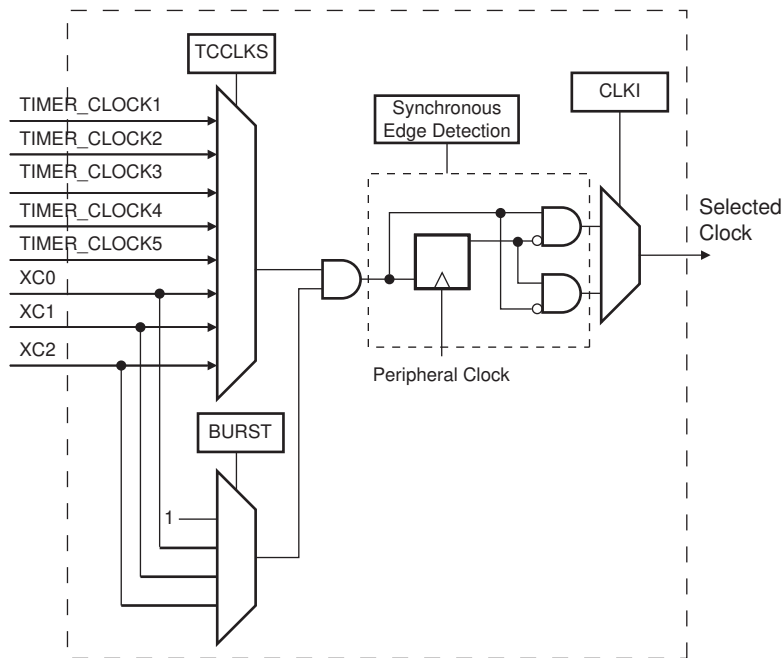 TCCLKS
CLKI
TIMER_CLOCK1
Synchronous
Edge Detection
TIMER_CLOCK2
TIMER_CLOCK3
TIMER_CLOCK4
Selected
Clock
TIMER_CLOCK5
XC0
XC1
XC2
Peripheral Clock
BURST
1